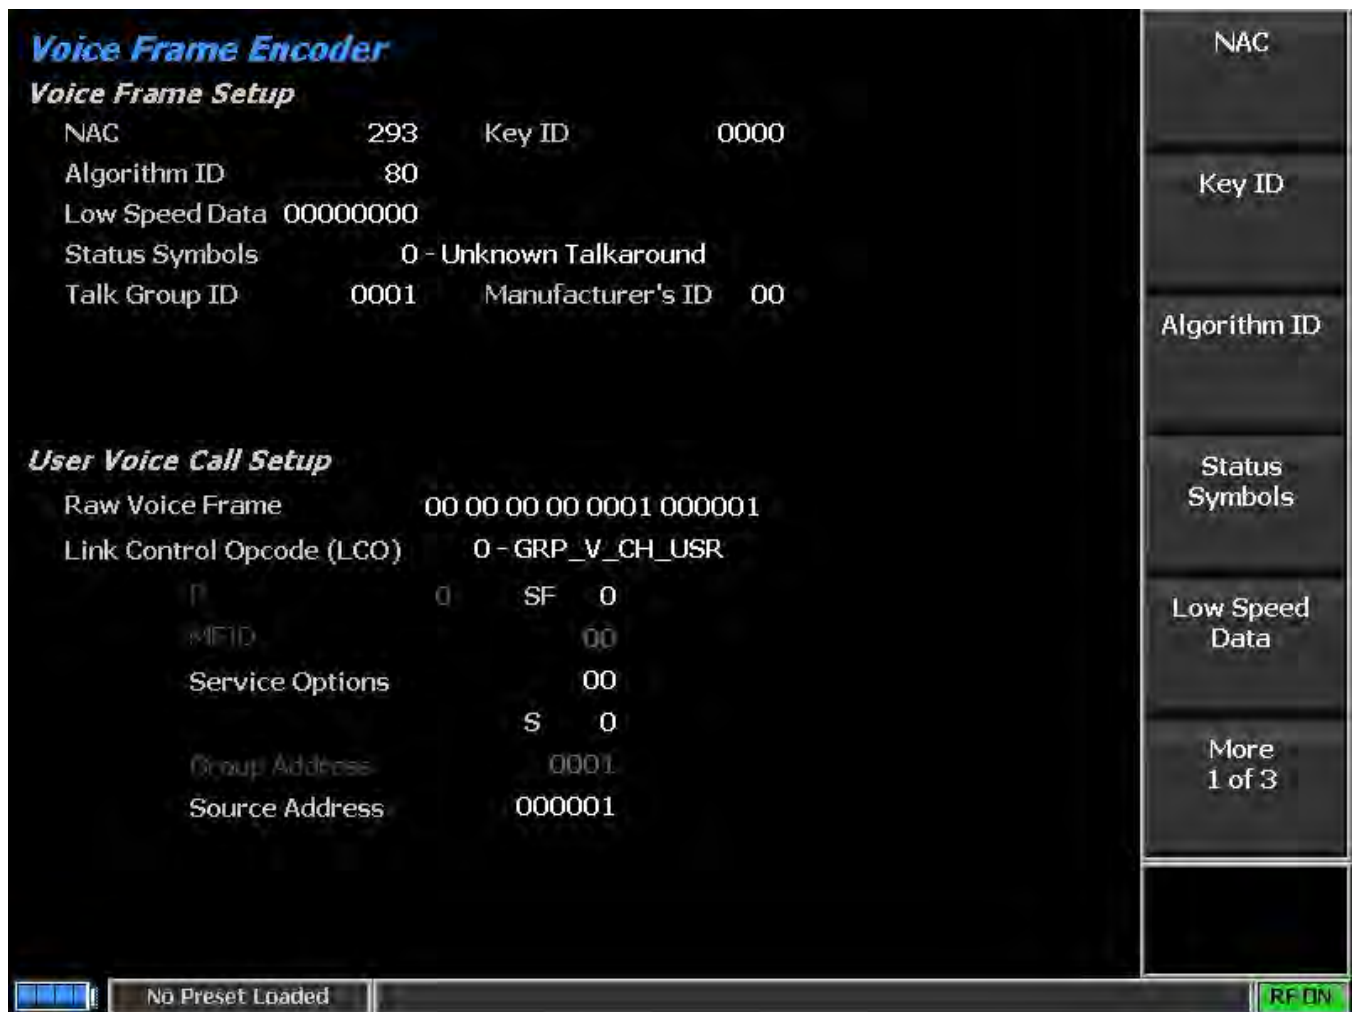 Voice Frame Encoder
Voice Frame Setup
NAC 293 Key ID 0000
Algorithm ID 80
Low Speed Data 00000000
Status Symbols 0 - Unknown Talkaround
Talk Group ID 0001 Manufacturer's ID 00
User Voice Call Setup
Raw Voice Frame 00 00 00 00 0001 000001
Link Control Opcode (LCO) 0 - GRP_V_CH_USR
P 0 SF 0
MFID 00
Service Options 00
S 0
Group Address 0001
Source Address 000001
NAC
Key ID
Algorithm ID
Status
Symbols
Low Speed
Data
More
1 of 3
No Preset Loaded
RF ON